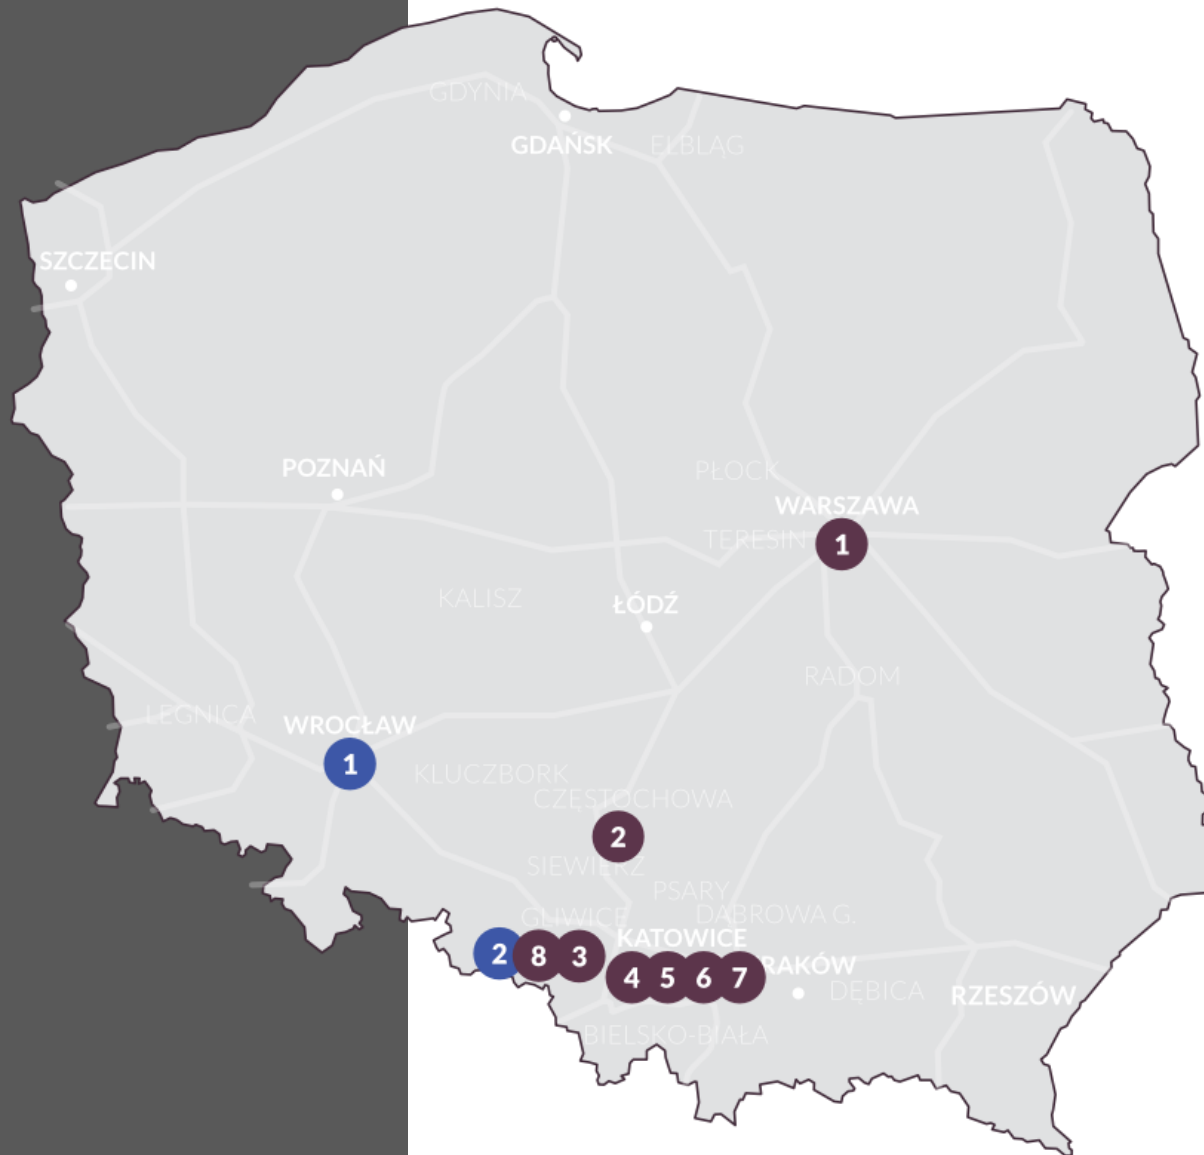 GDYNIA
GDAŃSK
ELBLĄG
SZCZECIN
POZNAŃ
PŁOCK
WARSZAWA
TERESIN
1
KALISZ
ŁÓDŹ
RADOM
LEGNICA
WROCŁAW
1
KLUCZBORK
CZĘSTOCHOWA
2
SIEWIERZ
PSARY
GLIWICE
DĄBROWA G.
KATOWICE
2 8 3
RAKÓW
4 5 6 7
DĘBICA
RZESZÓW
BIELSKO-BIAŁA